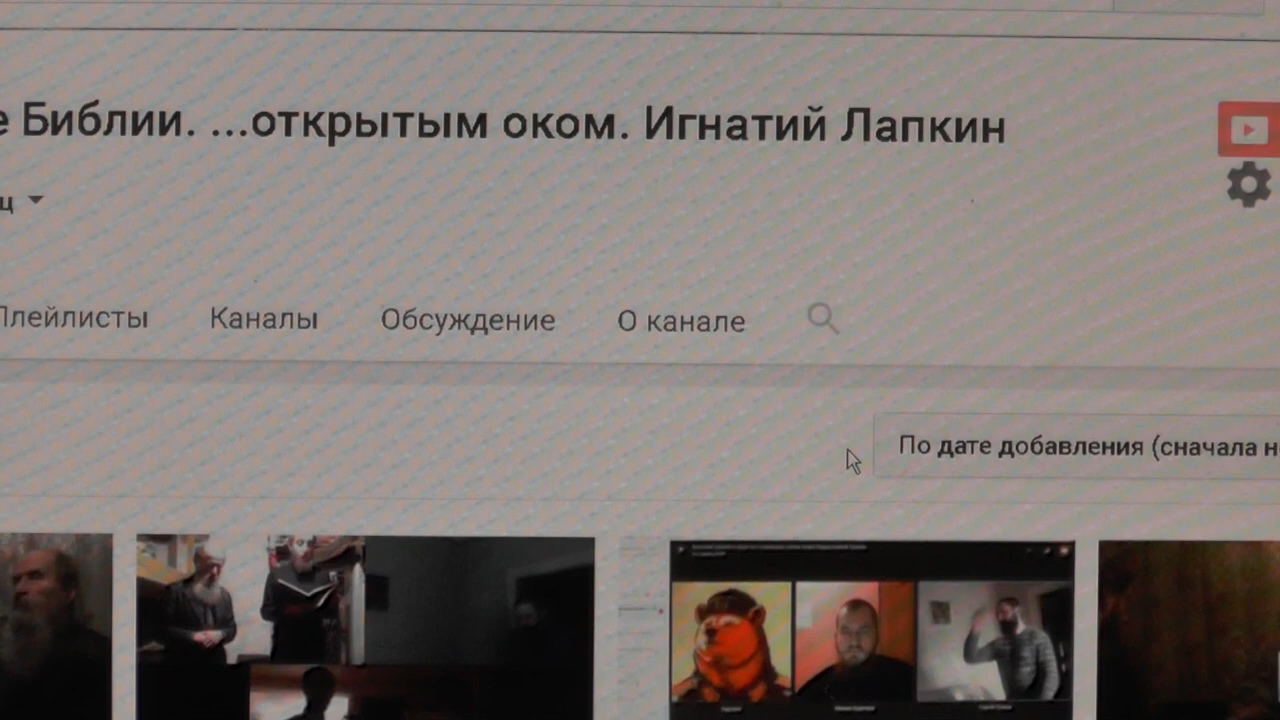 е Библии. ...открытым оком. Игнатий Лапкин
ц
Плейлисты Каналы Обсуждение О канале
По дате добавления (сначала н